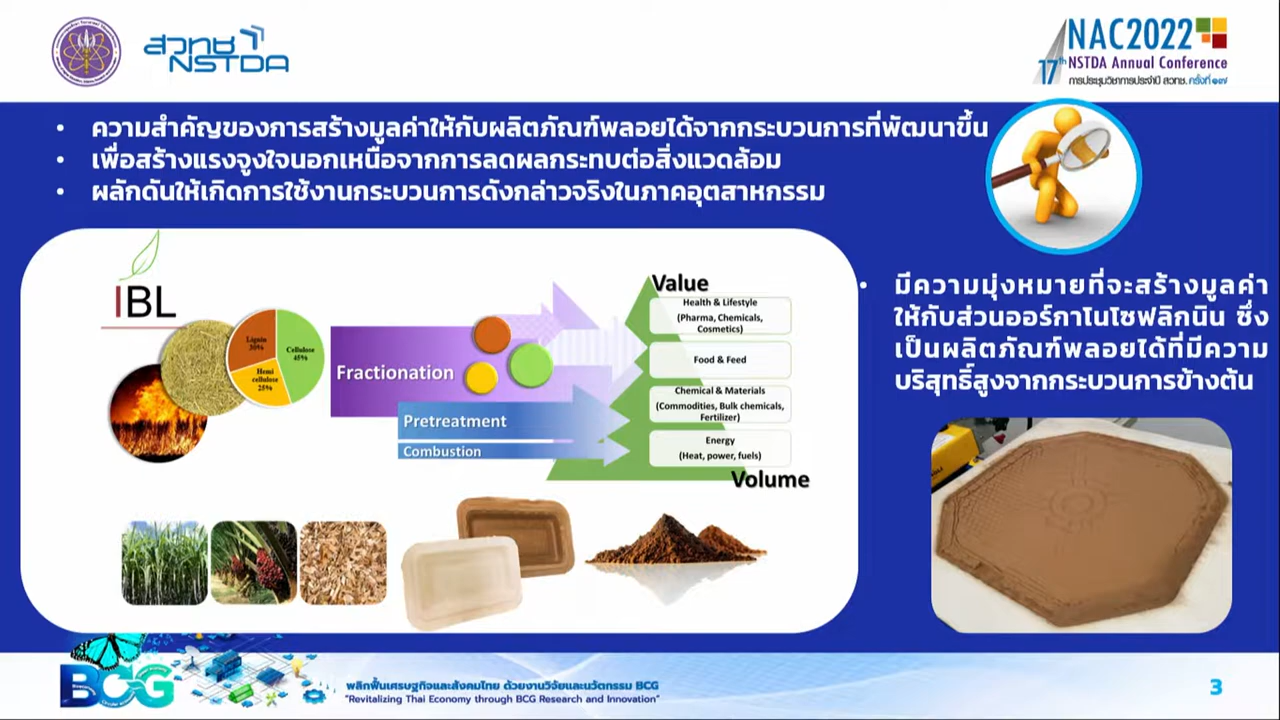 สวทช
NSTDA
NAC2022
17th NSTDA Annual Conference
การประชุมวิชาการประจำปี สวทช. ครั้งที่ ๑๗
• ความสำคัญของการสร้างมูลค่าให้กับผลิตภัณฑ์พลอยได้จากกระบวนการที่พัฒนาขึ้น
• เพื่อสร้างแรงจูงใจนอกเหนือจากการลดผลกระทบต่อสิ่งแวดล้อม
• ผลักดันให้เกิดการใช้งานกระบวนการดังกล่าวจริงในภาคอุตสาหกรรม
IBL
Lignin
30%
Cellulose
45%
Hemi
cellulose
25%
Fractionation
Pretreatment
Combustion
Value
Health & Lifestyle
(Pharma, Chemicals,
Cosmetics)
Food & Feed
Chemical & Materials
(Commodities, Bulk chemicals,
Fertilizer)
Energy
(Heat, power, fuels)
Volume
• มีความมุ่งหมายที่จะสร้างมูลค่า
ให้กับส่วนออร์กาโนโซฟลิกนิน ซึ่ง
เป็นผลิตภัณฑ์พลอยได้ที่มีความ
บริสุทธิ์สูงจากกระบวนการข้างต้น
BCG
พลิกฟื้นเศรษฐกิจและสังคมไทย ด้วยงานวิจัยและนวัตกรรม BCG
"Revitalizing Thai Economy through BCG Research and Innovation"
3